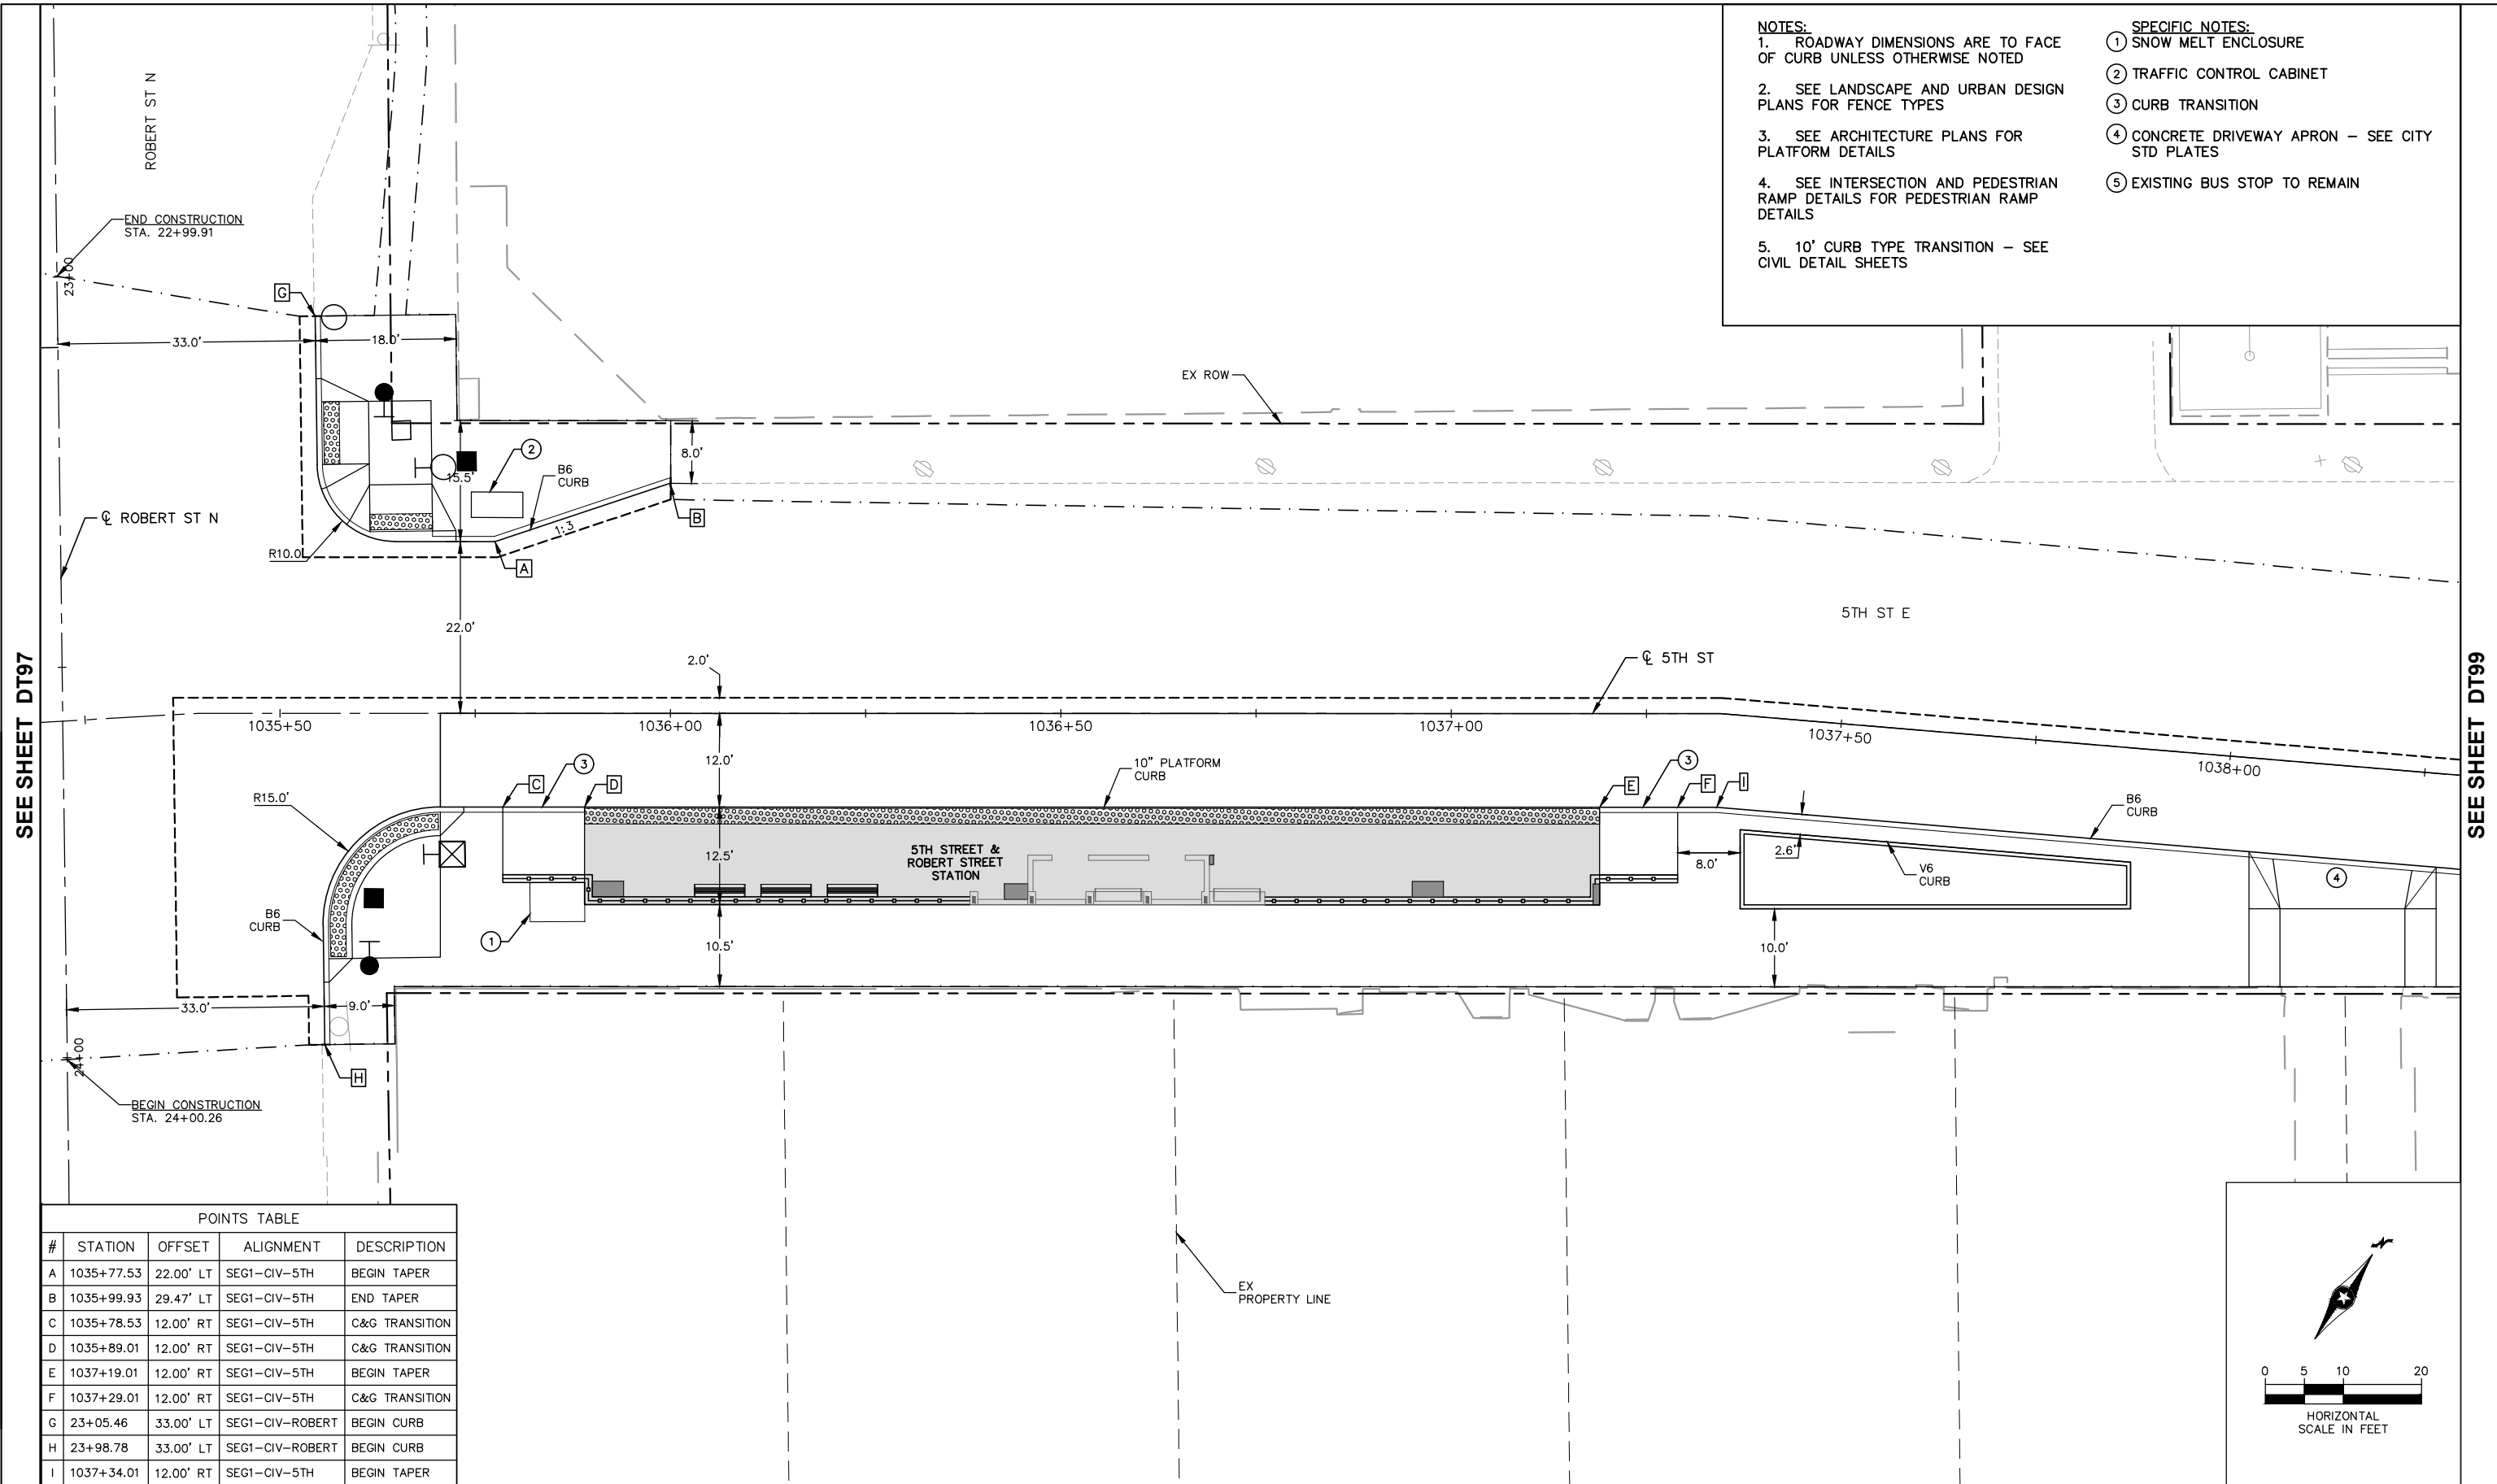 NOTES:
1. ROADWAY DIMENSIONS ARE TO FACE
OF CURB UNLESS OTHERWISE NOTED
2. SEE LANDSCAPE AND URBAN DESIGN
PLANS FOR FENCE TYPES
3. SEE ARCHITECTURE PLANS FOR
PLATFORM DETAILS
4. SEE INTERSECTION AND PEDESTRIAN
RAMP DETAILS FOR PEDESTRIAN RAMP
DETAILS
5. 10' CURB TYPE TRANSITION – SEE
CIVIL DETAIL SHEETS
SPECIFIC NOTES:
1 SNOW MELT ENCLOSURE
2 TRAFFIC CONTROL CABINET
3 CURB TRANSITION
4 CONCRETE DRIVEWAY APRON – SEE CITY
STD PLATES
5 EXISTING BUS STOP TO REMAIN
ROBERT ST N
END CONSTRUCTION
STA. 22+99.91
23+00
G
33.0'
18.0'
EX ROW
2
8.0'
15.5'
B6
CURB
℄ ROBERT ST N
B
1:3
R10.0
A
22.0'
5TH ST E
SEE SHEET DT97
SEE SHEET DT99
2.0'
℄ 5TH ST
1035+50
1036+00
1036+50
1037+00
1037+50
1038+00
12.0'
3
C
D
10" PLATFORM
CURB
E
3
F
I
R15.0'
B6
CURB
12.5'
5TH STREET &
ROBERT STREET
STATION
8.0'
2.6'
V6
CURB
4
B6
CURB
1
10.5'
10.0'
33.0'
9.0'
24+00
H
BEGIN CONSTRUCTION
STA. 24+00.26
EX
PROPERTY LINE
POINTS TABLE
# STATION OFFSET ALIGNMENT DESCRIPTION
A 1035+77.53 22.00' LT SEG1–CIV–5TH BEGIN TAPER
B 1035+99.93 29.47' LT SEG1–CIV–5TH END TAPER
C 1035+78.53 12.00' RT SEG1–CIV–5TH C&G TRANSITION
D 1035+89.01 12.00' RT SEG1–CIV–5TH C&G TRANSITION
E 1037+19.01 12.00' RT SEG1–CIV–5TH BEGIN TAPER
F 1037+29.01 12.00' RT SEG1–CIV–5TH C&G TRANSITION
G 23+05.46 33.00' LT SEG1–CIV–ROBERT BEGIN CURB
H 23+98.78 33.00' LT SEG1–CIV–ROBERT BEGIN CURB
I 1037+34.01 12.00' RT SEG1–CIV–5TH BEGIN TAPER
N
0 5 10 20
HORIZONTAL
SCALE IN FEET